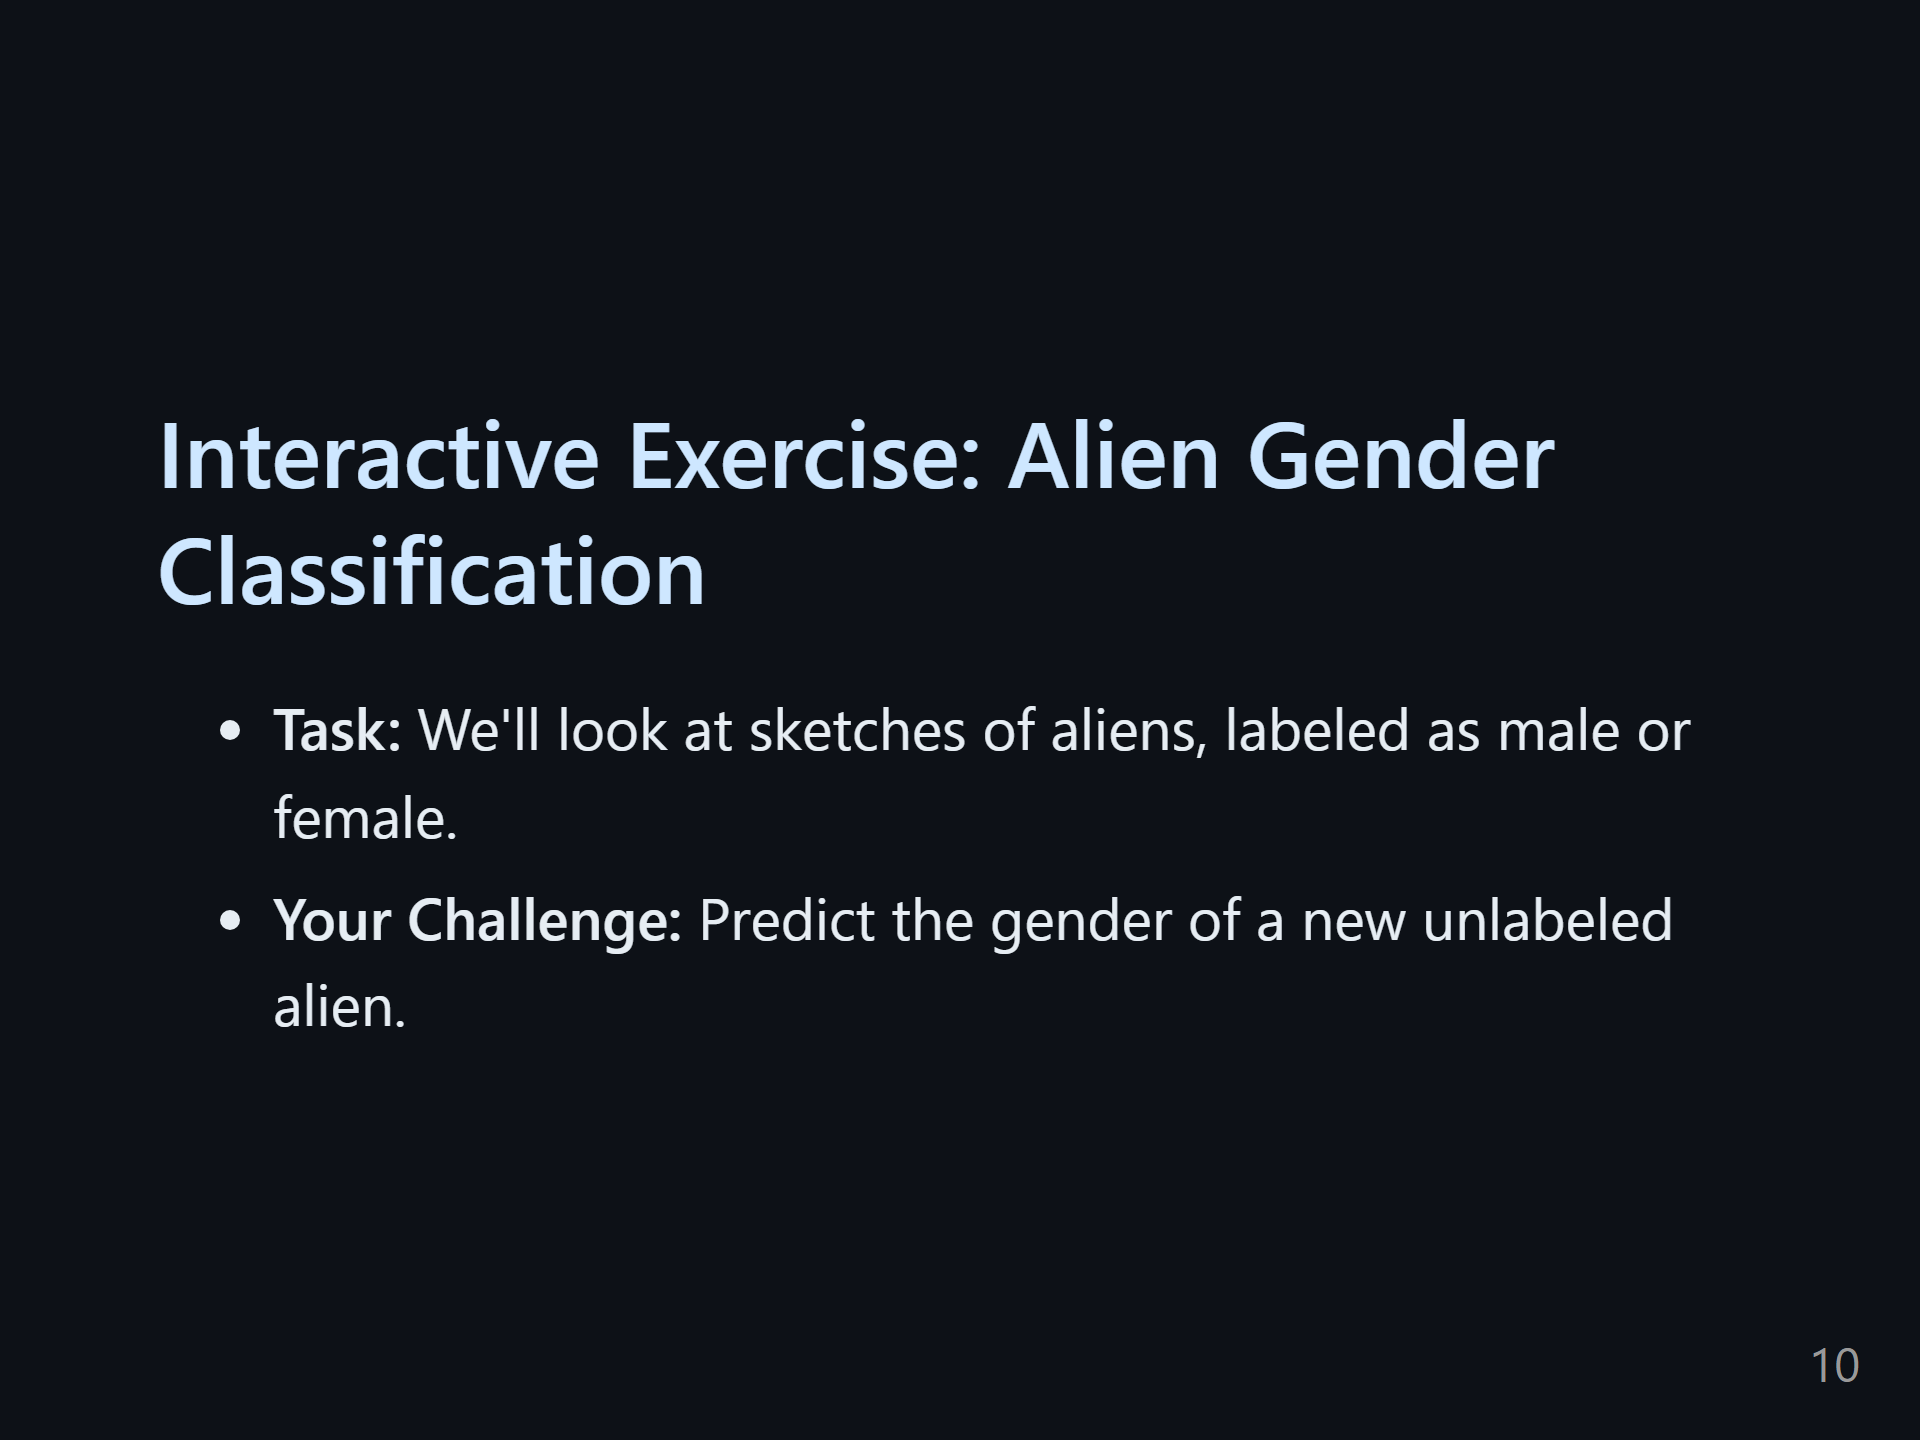 Interactive Exercise: Alien Gender
Classification
• Task: We'll look at sketches of aliens, labeled as male or
female.
• Your Challenge: Predict the gender of a new unlabeled
alien.
10